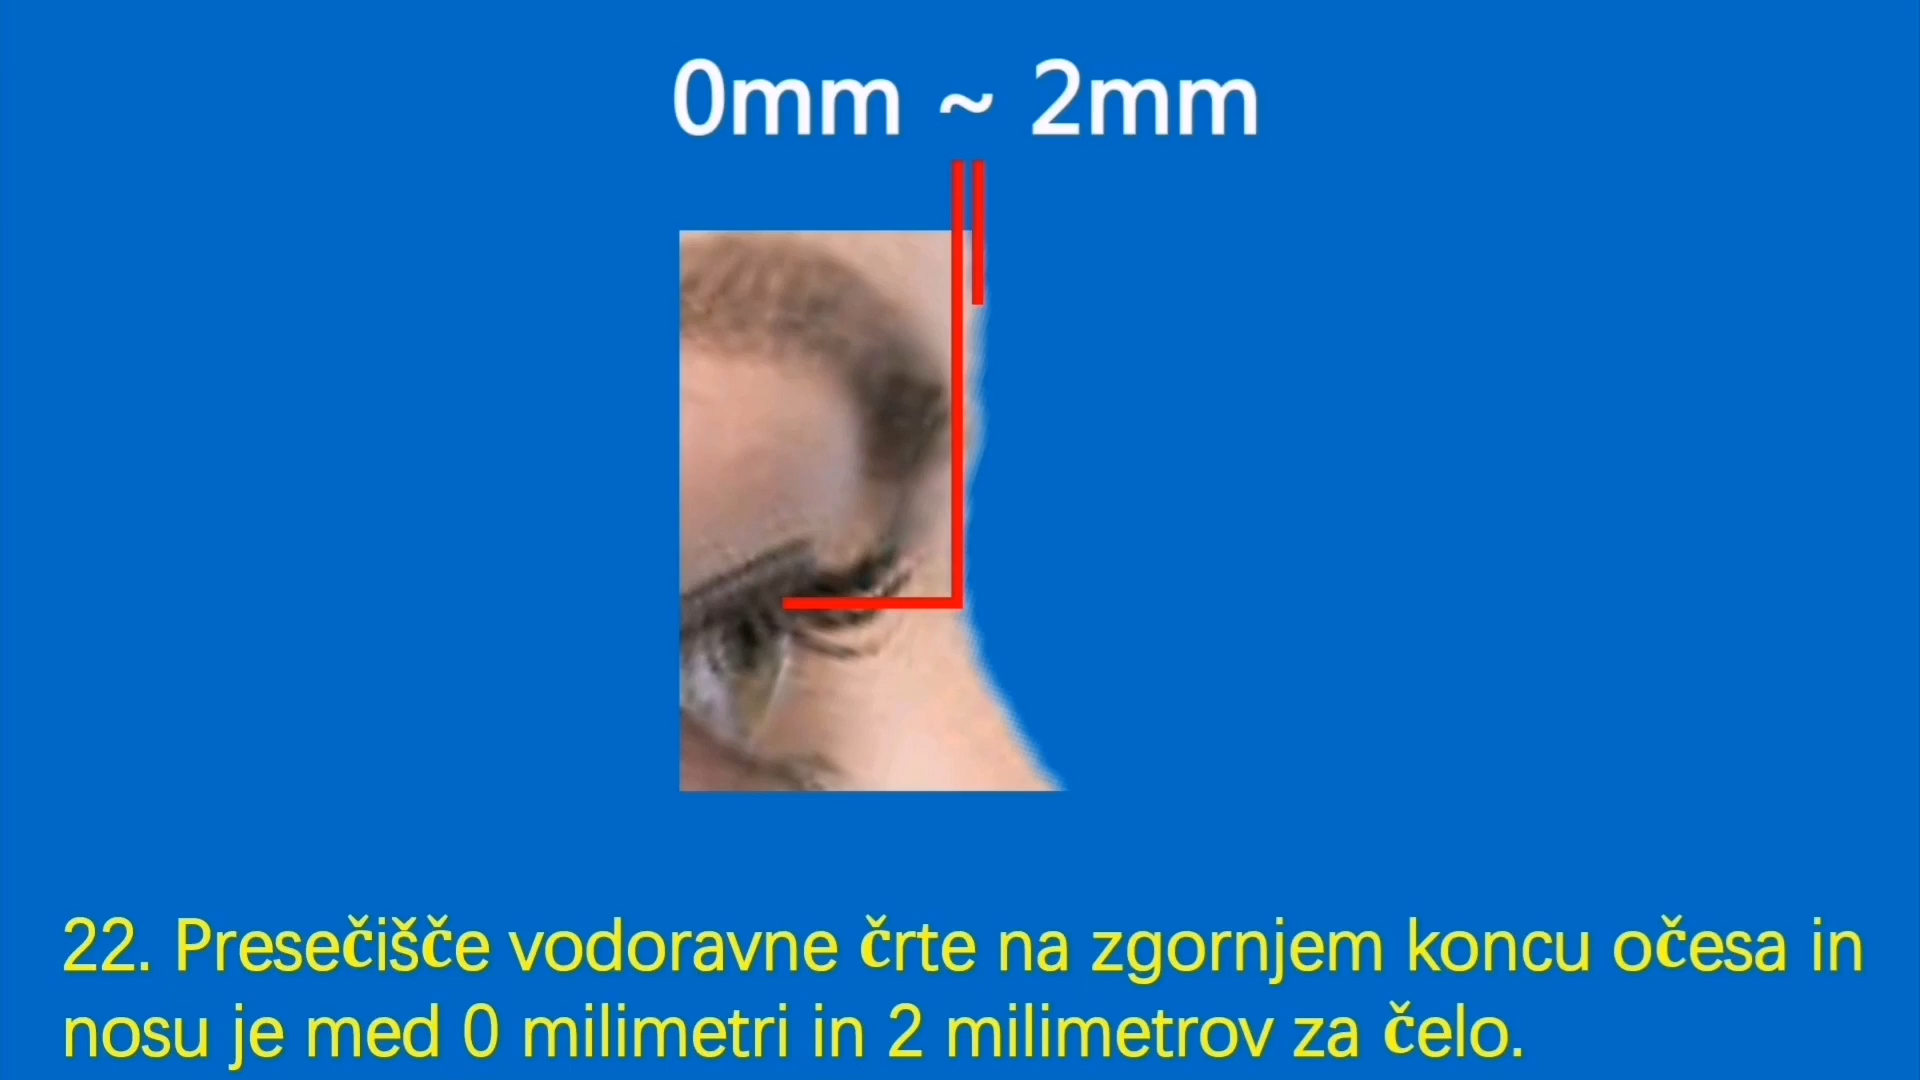 0mm ~ 2mm
22. Presečišče vodoravne črte na zgornjem koncu očesa in
nosu je med 0 milimetri in 2 milimetrov za čelo.